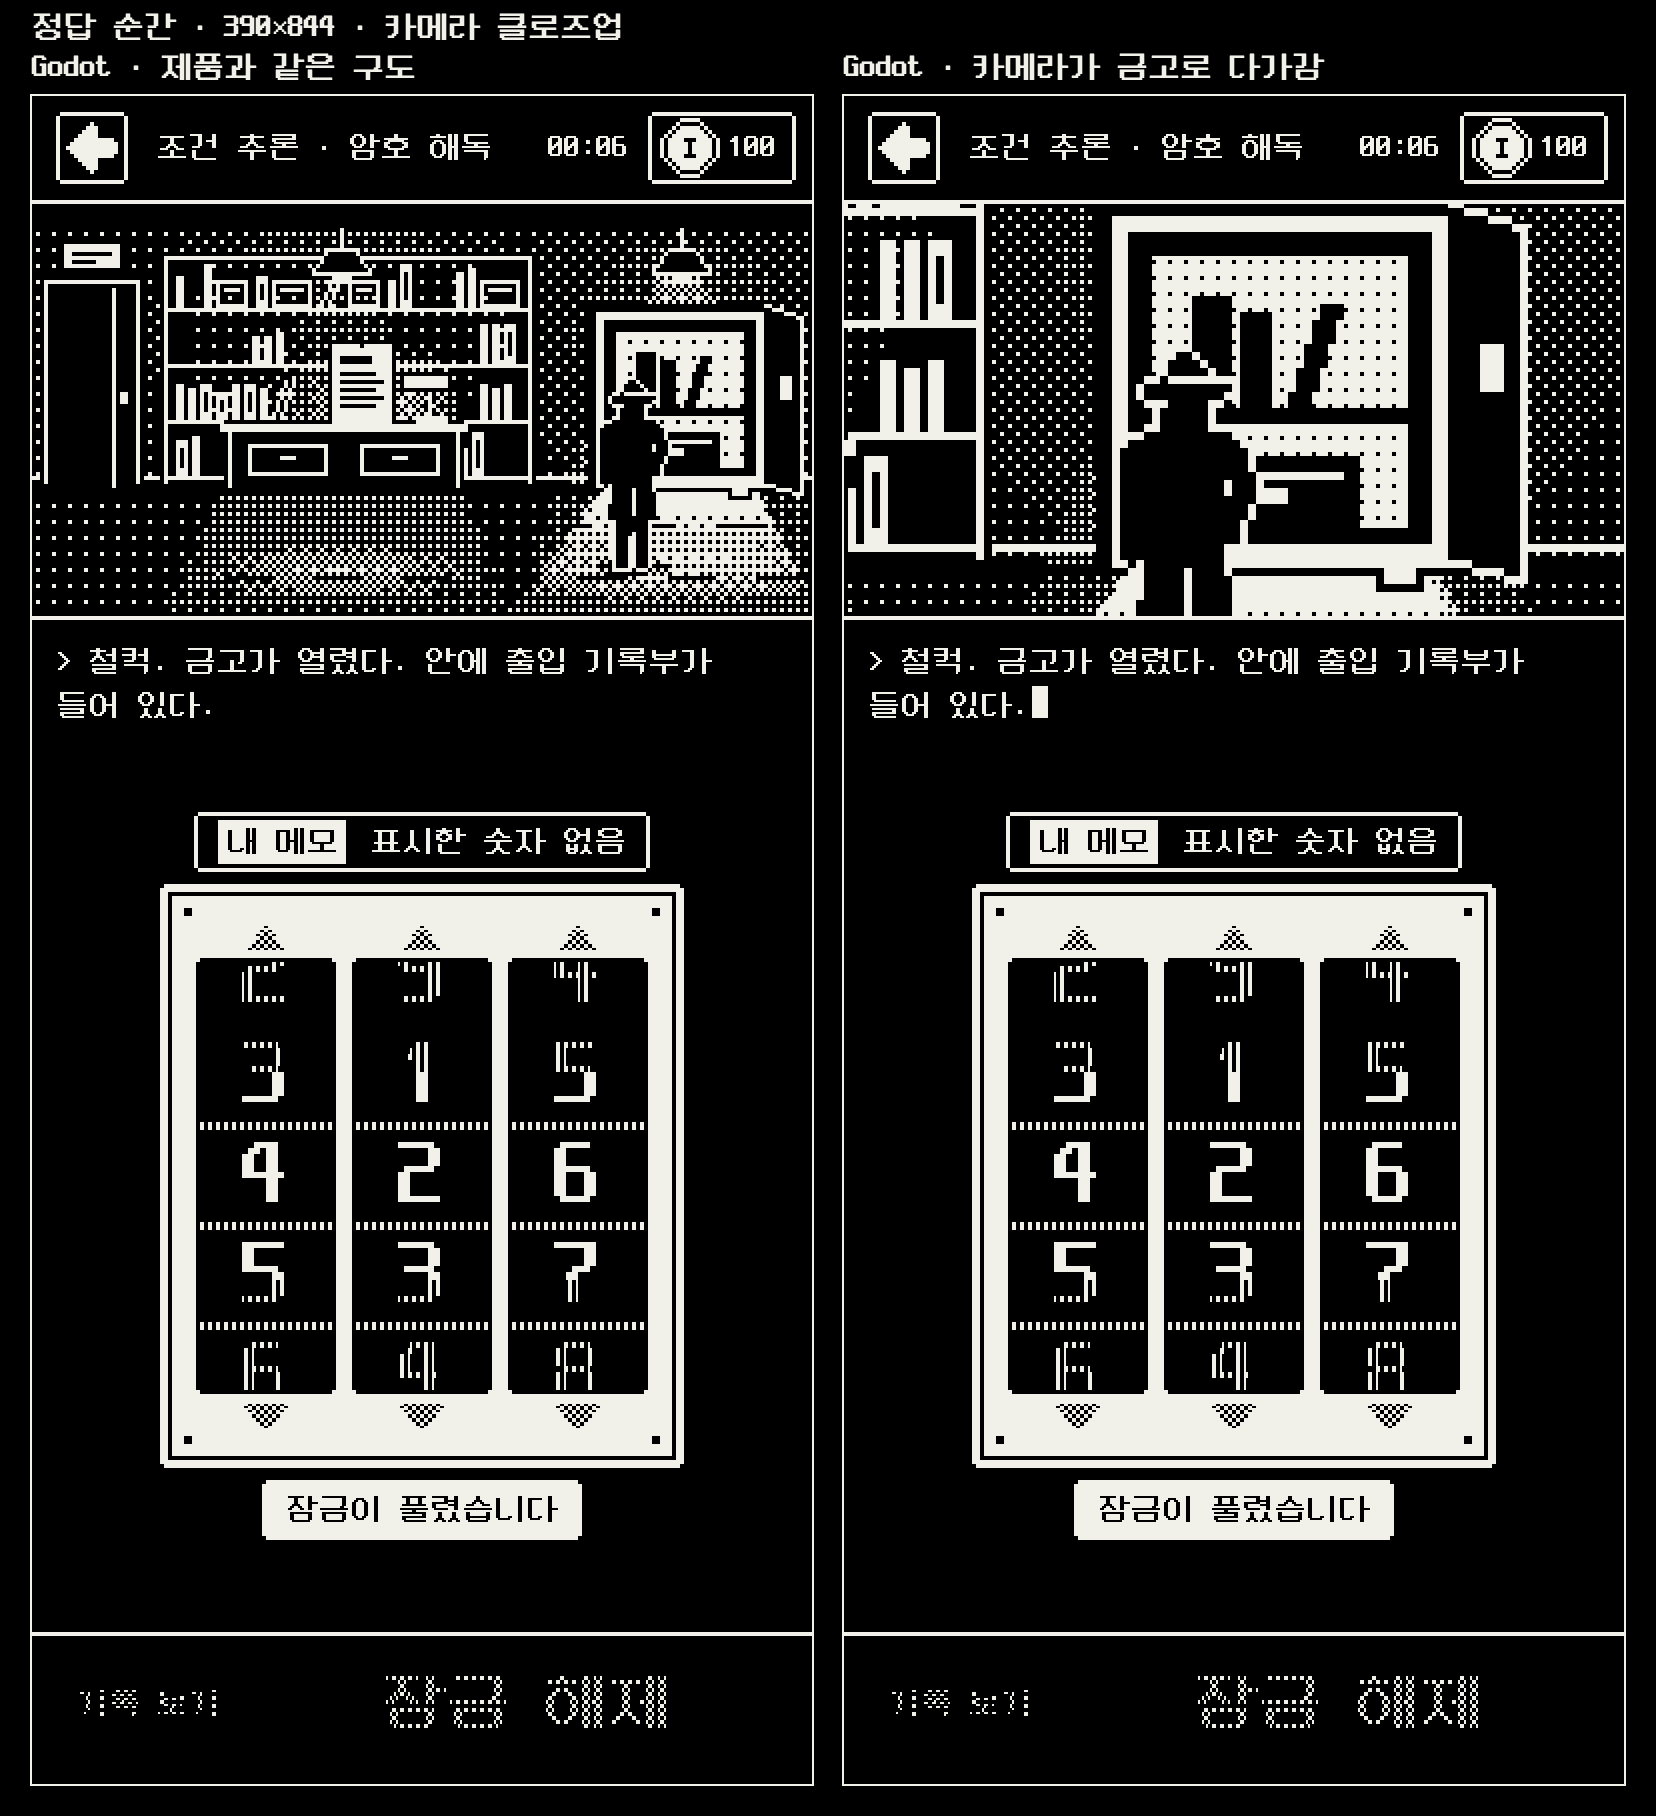 정답 순간 · 390×844 · 카메라 클로즈업
Godot · 제품과 같은 구도
조건 추론 · 암호 해독 00:06 I 100
> 철컥. 금고가 열렸다. 안에 출입 기록부가
들어 있다.
내 메모 표시한 숫자 없음
3 1 5
4 2 6
5 3 7
잠금이 풀렸습니다
잠금 해제
Godot · 카메라가 금고로 다가감
조건 추론 · 암호 해독 00:06 I 100
> 철컥. 금고가 열렸다. 안에 출입 기록부가
들어 있다.
내 메모 표시한 숫자 없음
3 1 5
4 2 6
5 3 7
잠금이 풀렸습니다
잠금 해제